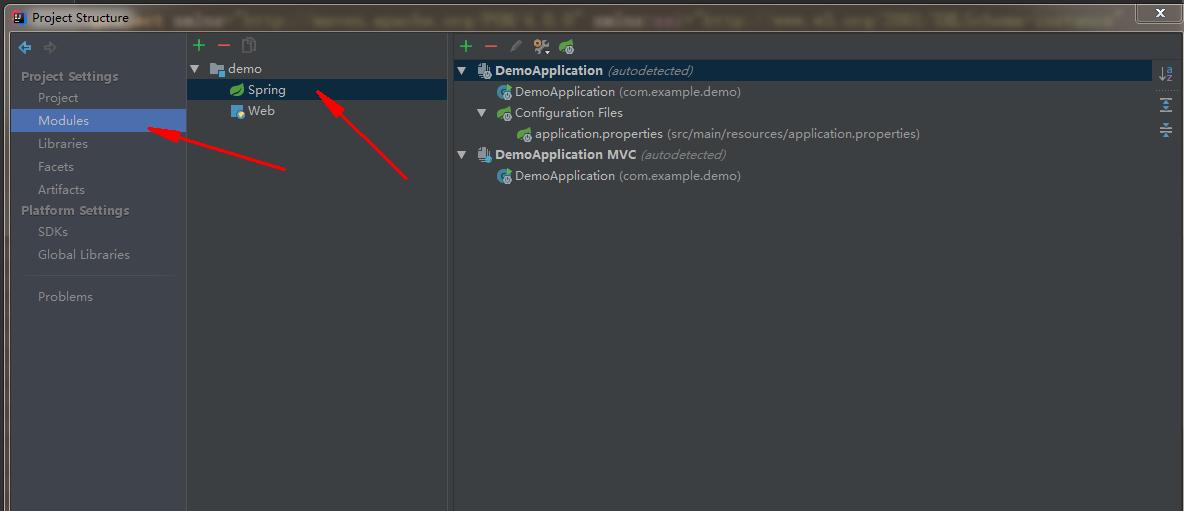 Project Structure
Project Settings
Project
Modules
Libraries
Facets
Artifacts
Platform Settings
SDKs
Global Libraries
Problems
demo
Spring
Web
DemoApplication (autodetected)
DemoApplication (com.example.demo)
Configuration Files
application.properties (src/main/resources/application.properties)
DemoApplication MVC (autodetected)
DemoApplication (com.example.demo)